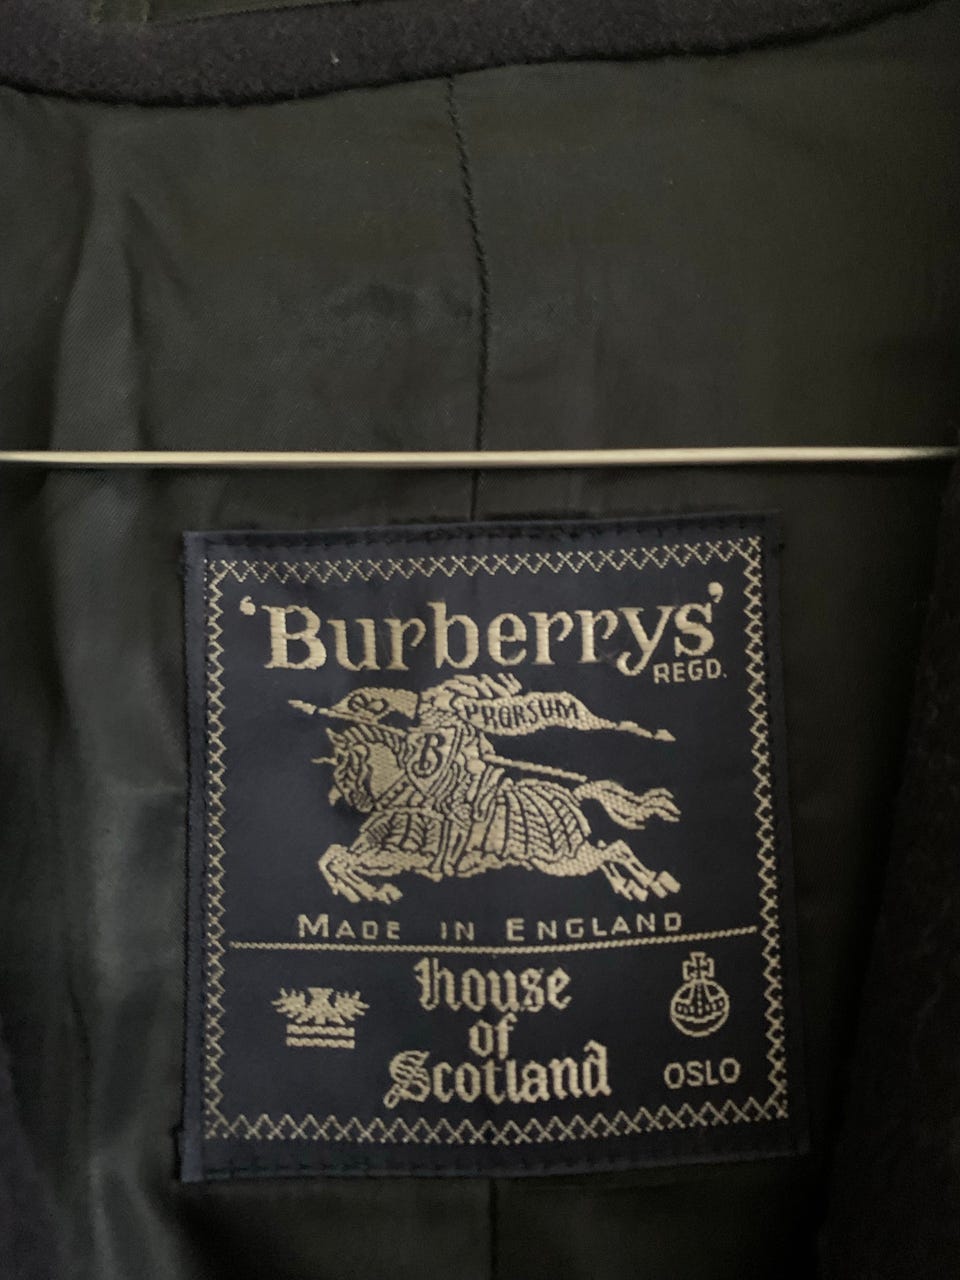 ‘Burberrys’
REGD.
PRORSUM
B
MADE IN ENGLAND
House
of
Scotland
OSLO